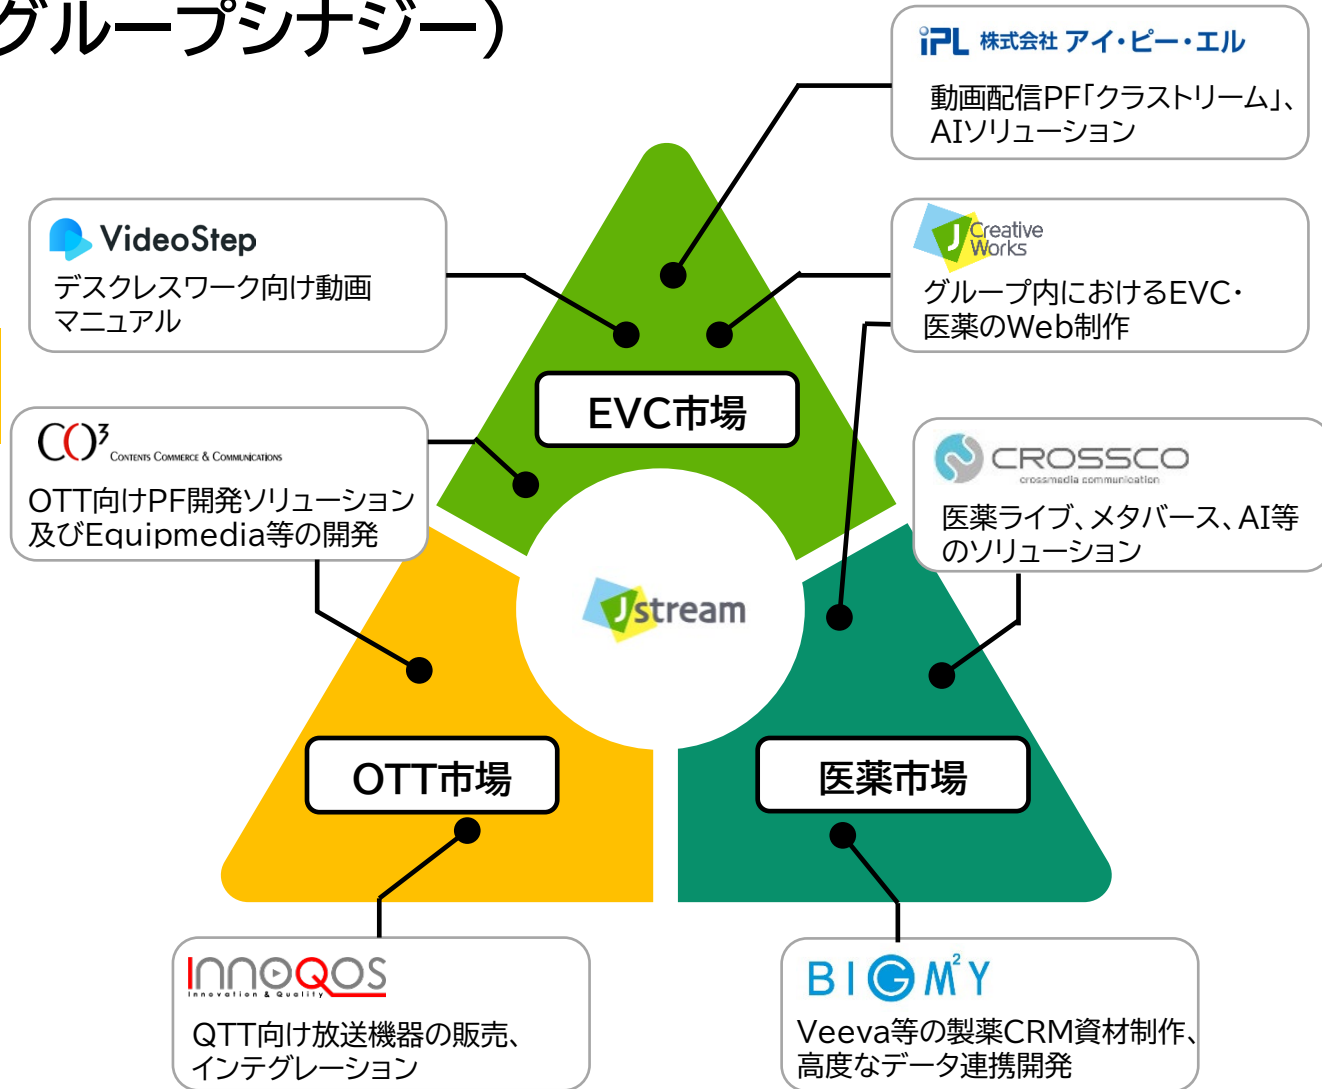 グループシナジー）
iPL 株式会社 アイ・ピー・エル
動画配信PF「クラストリーム」、
AIソリューション
VideoStep
デスクレスワーク向け動画
マニュアル
J Creative
Works
グループ内におけるEVC・
医薬のWeb制作
EVC市場
CO³ CONTENTS COMMERCE & COMMUNICATIONS
OTT向けPF開発ソリューション
及びEquipmedia等の開発
CROSSCO
crossmedia communication
医薬ライブ、メタバース、AI等
のソリューション
Jstream
OTT市場
医薬市場
INNOQOS
Innovation & Quality
QTT向け放送機器の販売、
インテグレーション
BIGM²Y
Veeva等の製薬CRM資材制作、
高度なデータ連携開発